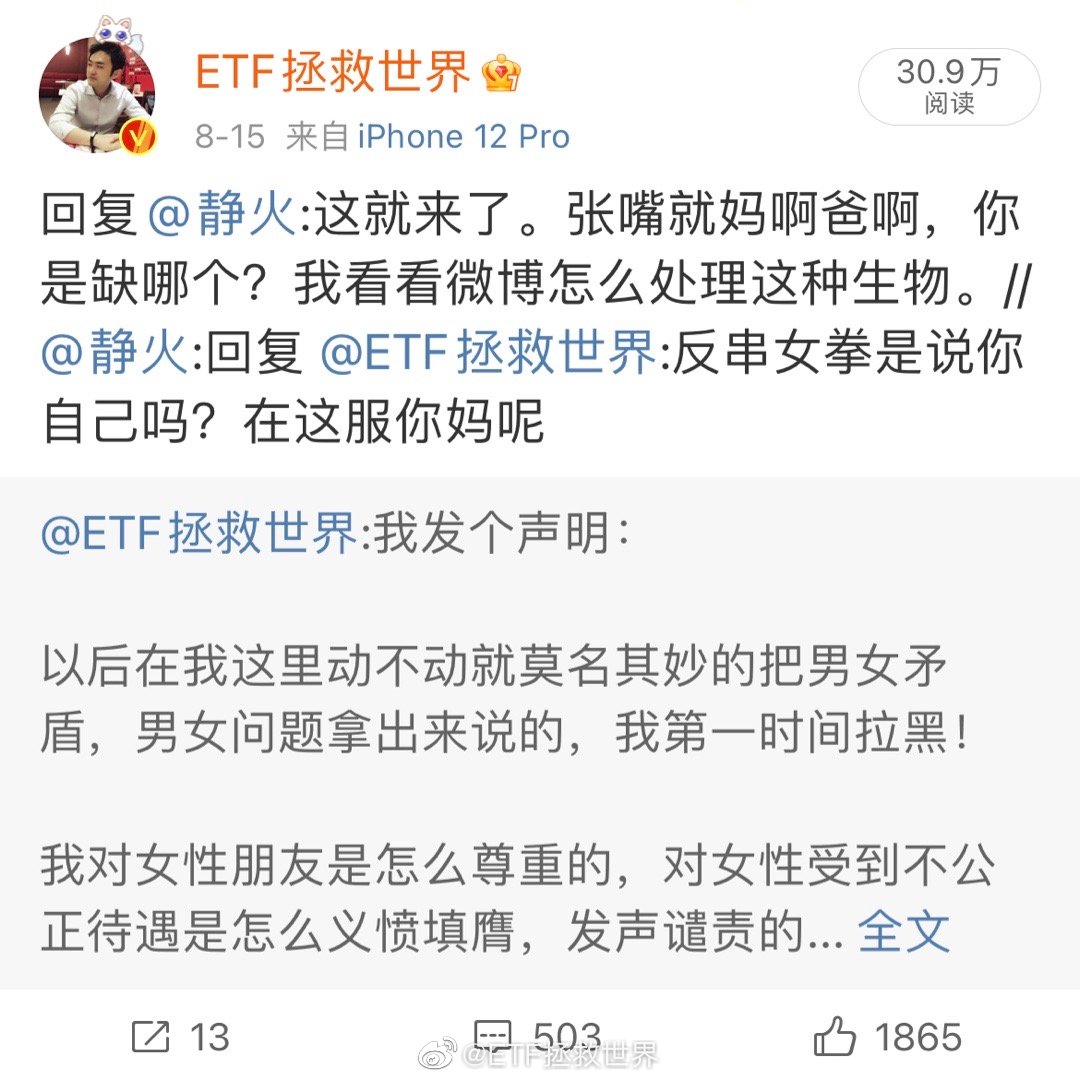 ETF拯救世界
30.9万
阅读
8-15 来自 iPhone 12 Pro
回复 @静火:这就来了。张嘴就妈啊爸啊，你
是缺哪个？我看看微博怎么处理这种生物。//
@静火:回复 @ETF拯救世界:反串女拳是说你
自己吗？在这服你妈呢
@ETF拯救世界:我发个声明：
以后在我这里动不动就莫名其妙的把男女矛
盾，男女问题拿出来说的，我第一时间拉黑！
我对女性朋友是怎么尊重的，对女性受到不公
正待遇是怎么义愤填膺，发声谴责的... 全文
13
503
1865
@ETF拯救世界